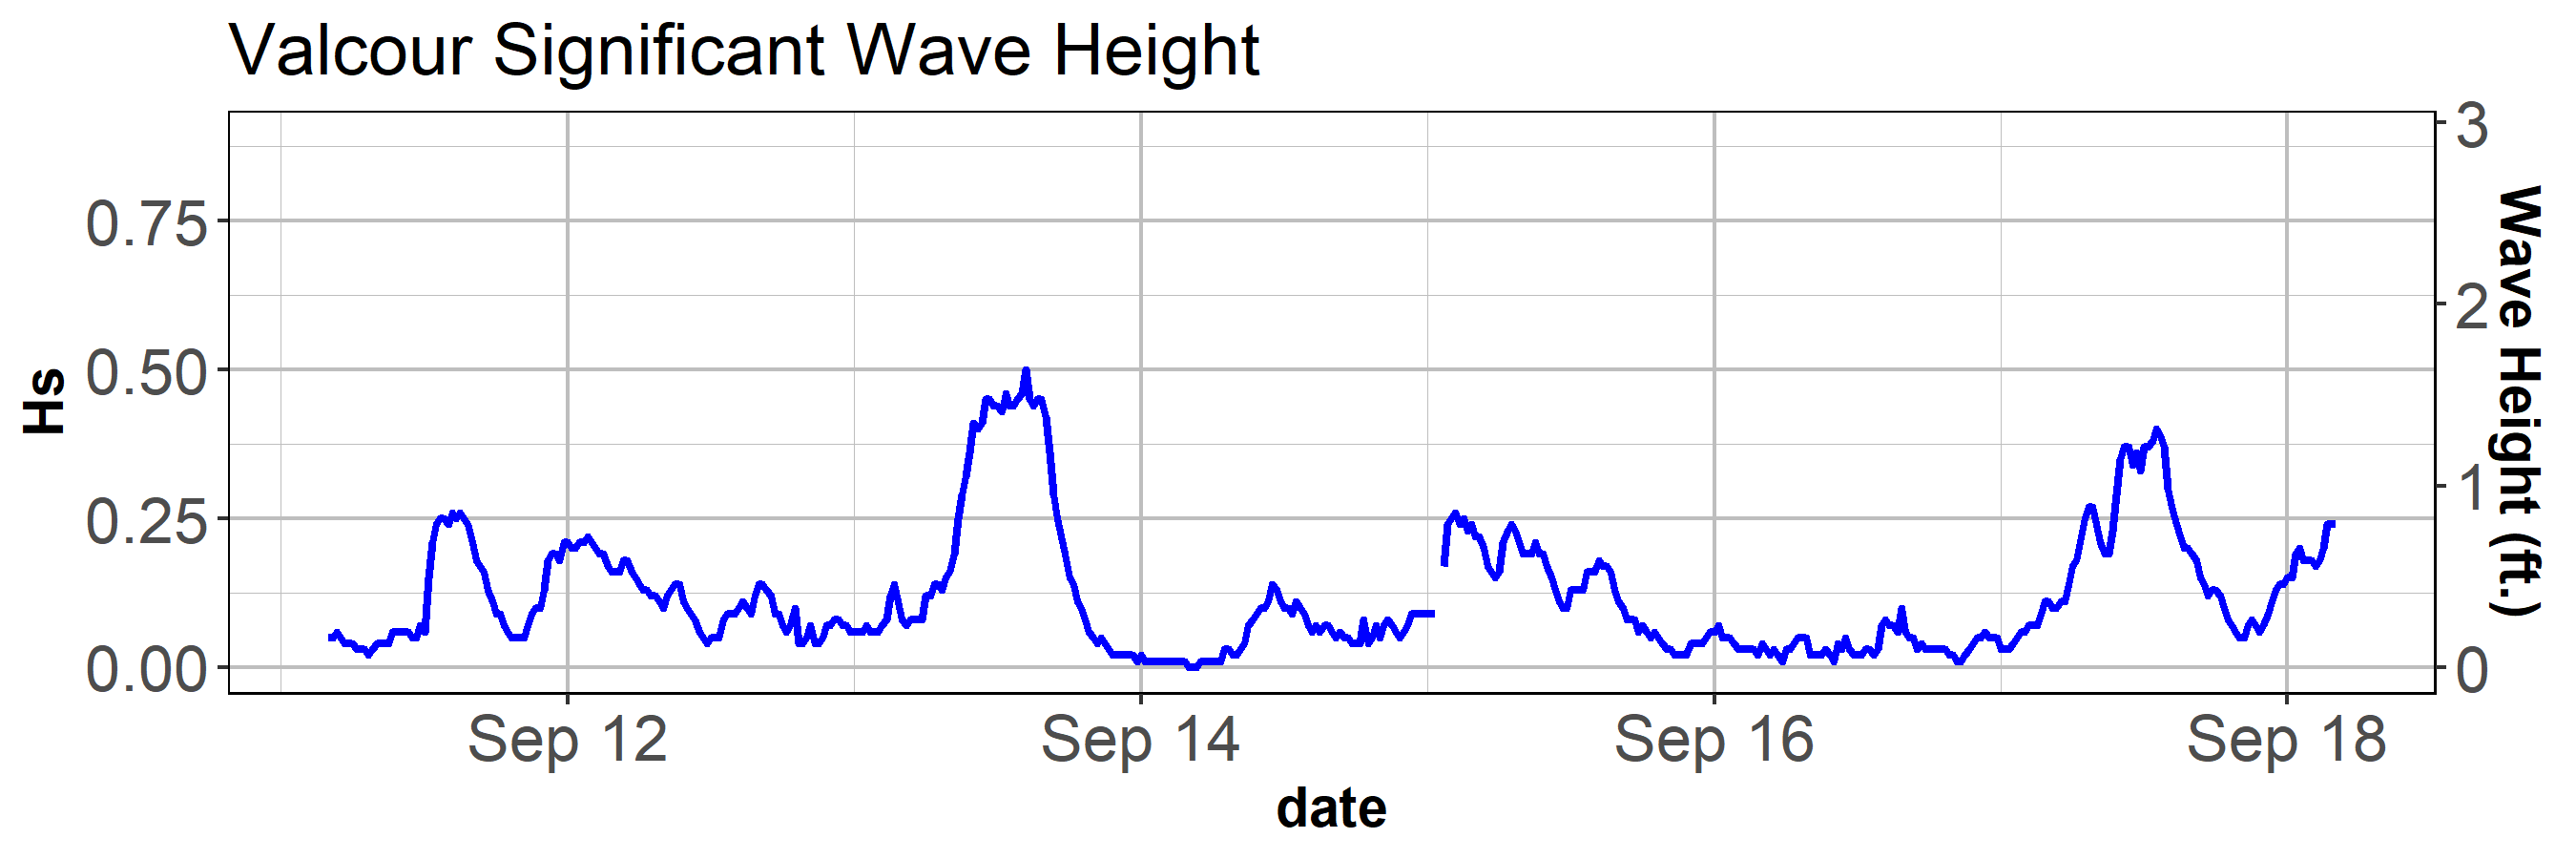 Valcour Significant Wave Height
3
0.75
2
0.50
1
0.25
0.00
0
Hs
Wave Height (ft.)
Sep 12
Sep 14
Sep 16
Sep 18
date